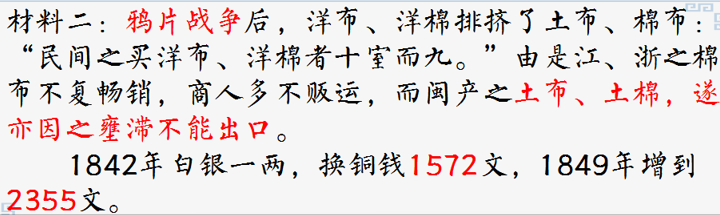 材料二：鸦片战争后，洋布、洋棉排挤了土布、棉布：
“民间之买洋布、洋棉者十室而九。”由是江、浙之棉
布不复畅销，商人多不贩运，而闽产之土布、土棉，遂
亦因之壅滞不能出口。
1842年白银一两，换铜钱1572文，1849年增到
2355文。